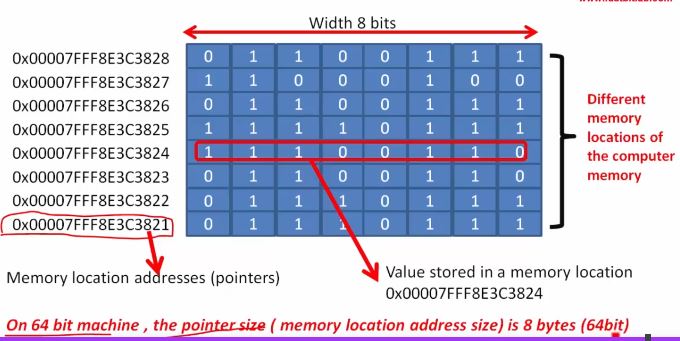 Width 8 bits
0x00007FFF8E3C3828 0 1 1 0 0 1 1 1
0x00007FFF8E3C3827 1 1 0 0 0 1 0 0
0x00007FFF8E3C3826 0 1 1 0 0 1 1 1
0x00007FFF8E3C3825 1 1 1 1 0 1 1 1
0x00007FFF8E3C3824 1 1 1 0 0 1 1 0
0x00007FFF8E3C3823 0 1 1 0 0 1 1 0
0x00007FFF8E3C3822 0 1 1 1 0 1 1 1
0x00007FFF8E3C3821 0 1 1 1 0 1 1 1
Different
memory
locations of
the computer
memory
Memory location addresses (pointers)
Value stored in a memory location
0x00007FFF8E3C3824
On 64 bit machine , the pointer size ( memory location address size) is 8 bytes (64bit)